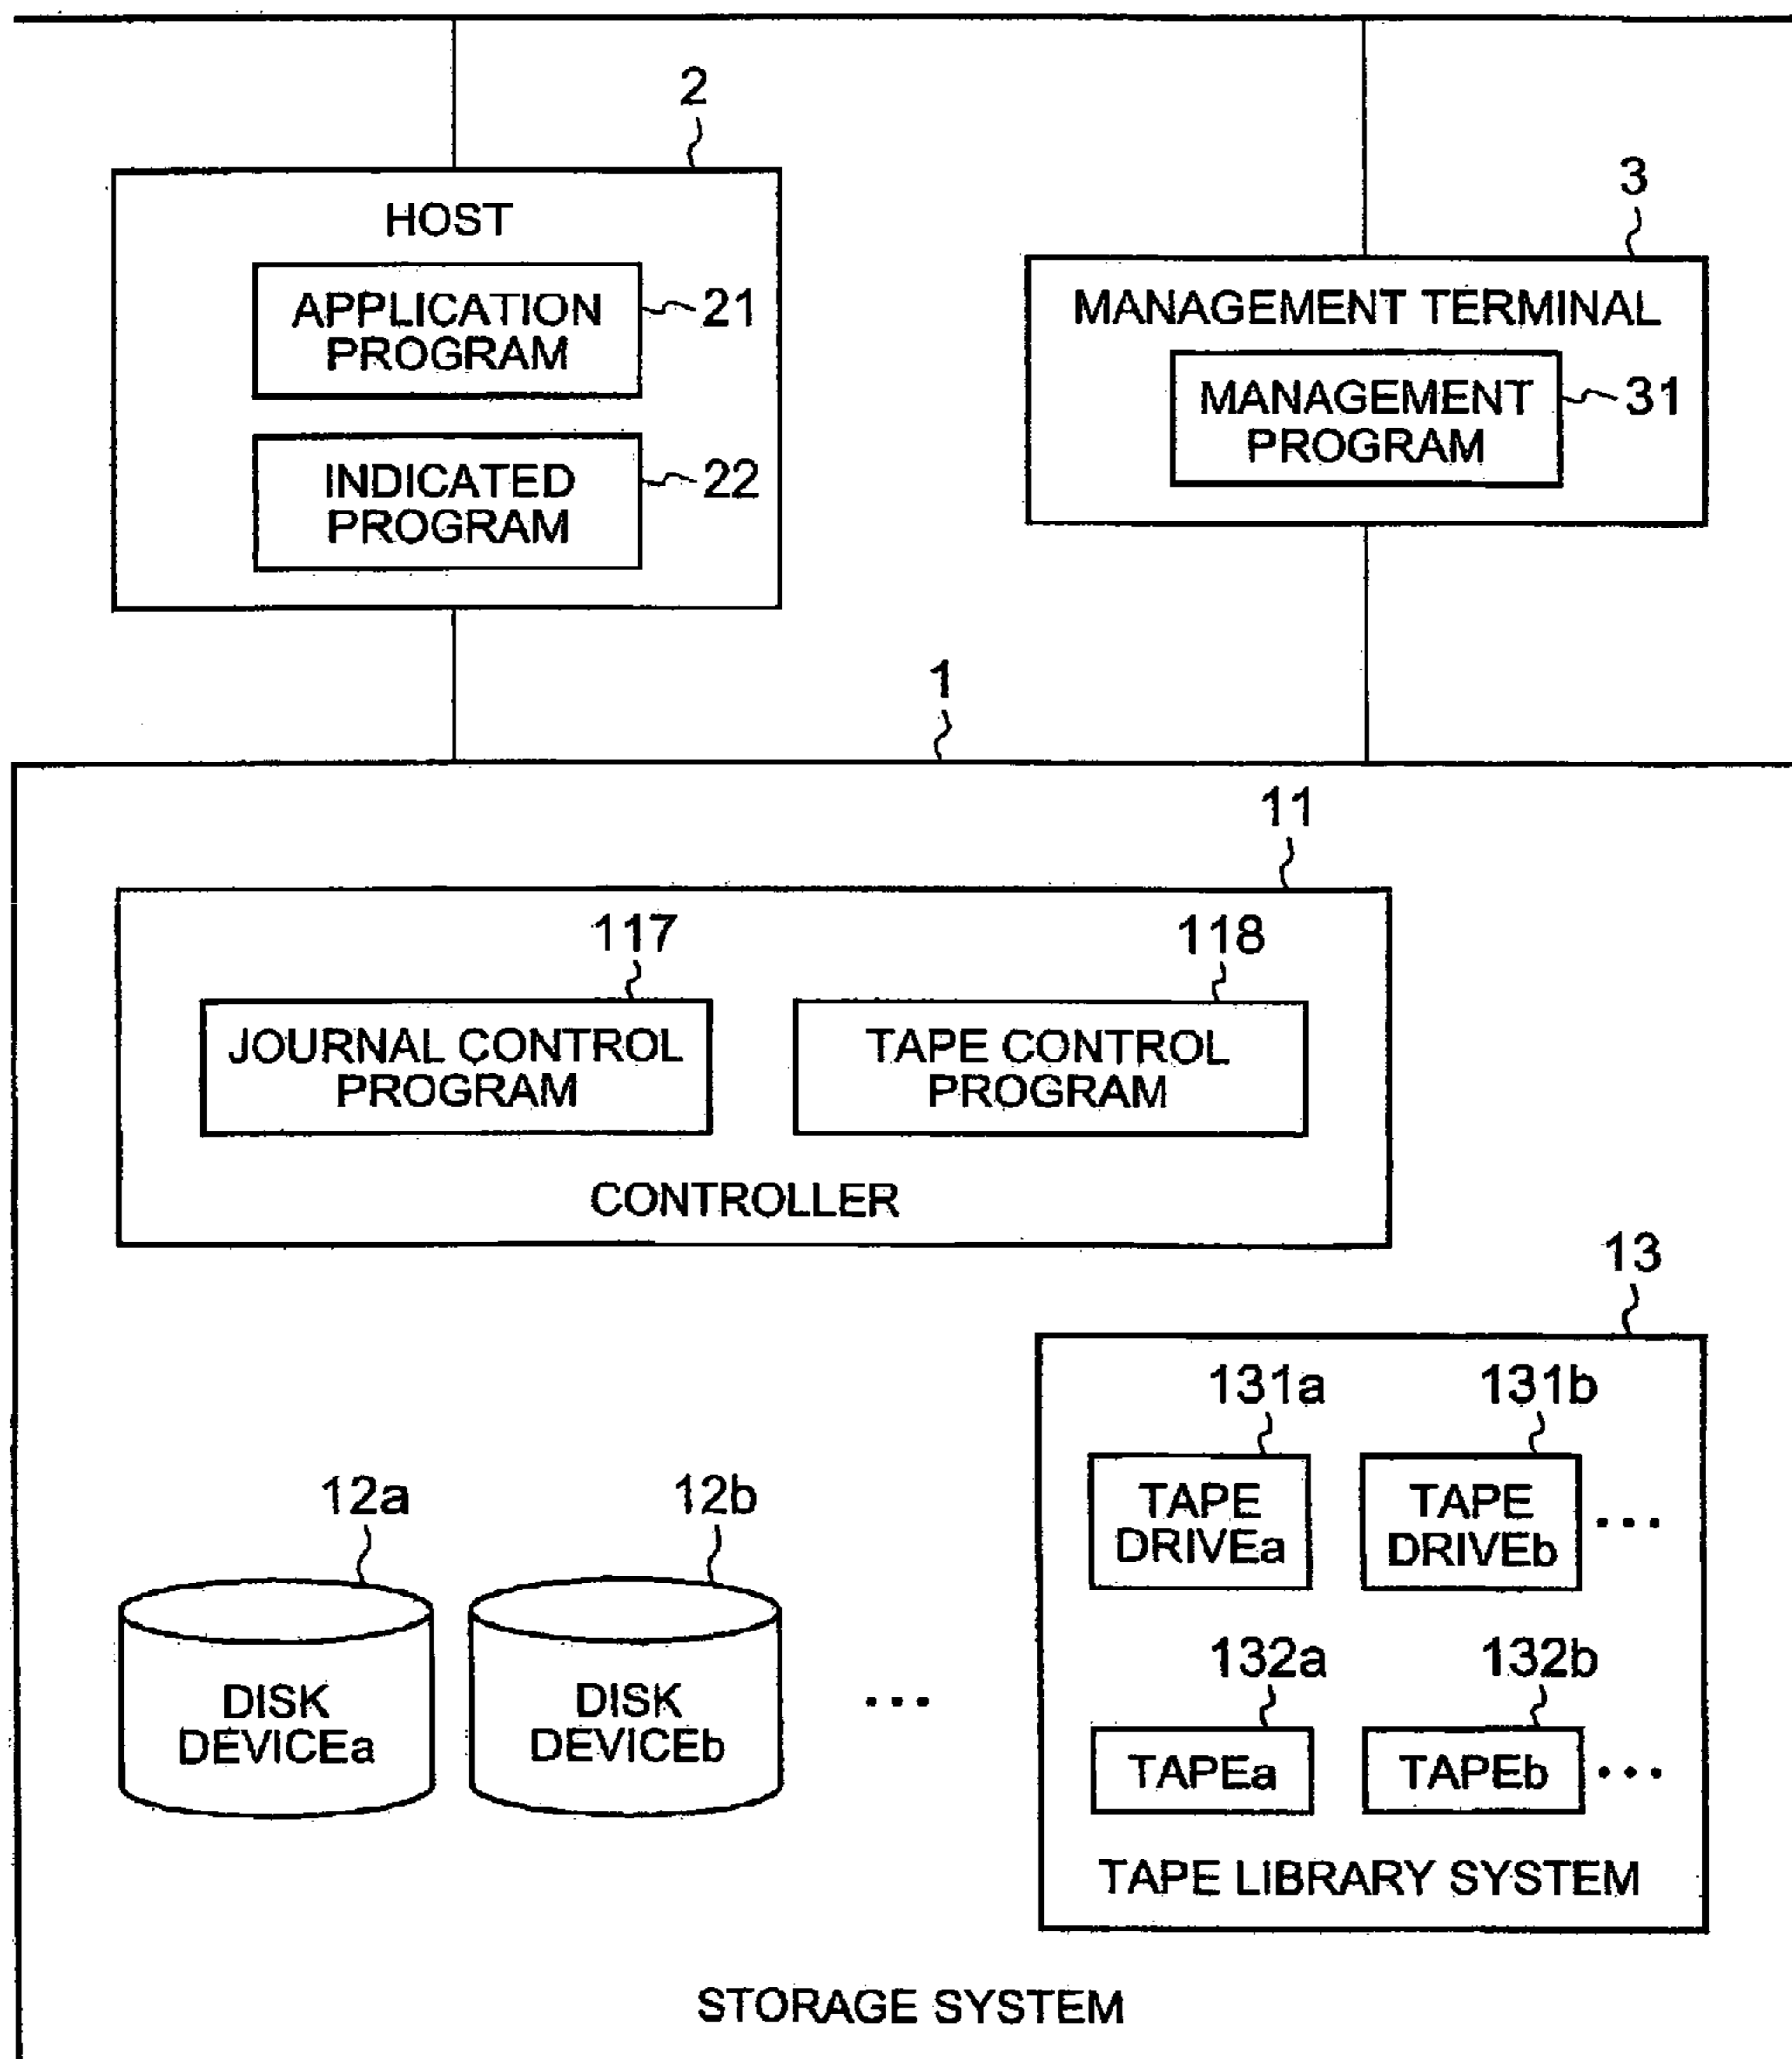 2
HOST
3
APPLICATION
PROGRAM
21
MANAGEMENT TERMINAL
MANAGEMENT
PROGRAM
31
INDICATED
PROGRAM
22
1
11
117
118
JOURNAL CONTROL
PROGRAM
TAPE CONTROL
PROGRAM
CONTROLLER
13
131a
131b
TAPE
DRIVEa
TAPE
DRIVEb
...
12a
12b
DISK
DEVICEa
DISK
DEVICEb
...
132a
132b
TAPEa
TAPEb
...
TAPE LIBRARY SYSTEM
STORAGE SYSTEM